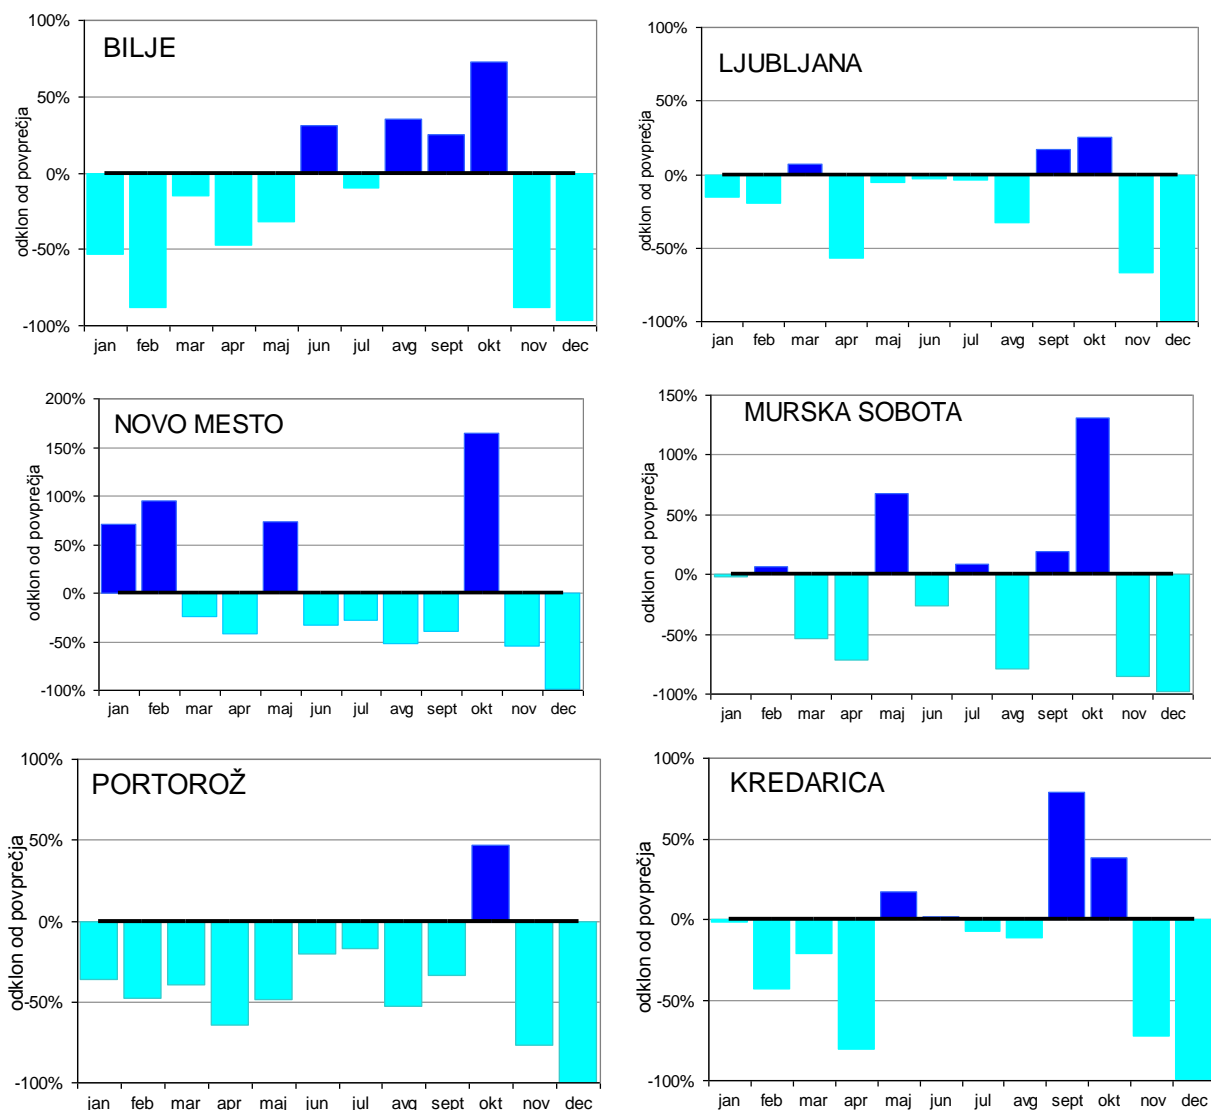 BILJE
odklon od povprečja
100%
50%
0%
-50%
-100%
jan feb mar apr maj jun jul avg sept okt nov dec
LJUBLJANA
odklon od povprečja
100%
50%
0%
-50%
-100%
jan feb mar apr maj jun jul avg sept okt nov dec
NOVO MESTO
odklon od povprečja
200%
150%
100%
50%
0%
-50%
-100%
jan feb mar apr maj jun jul avg sept okt nov dec
MURSKA SOBOTA
odklon od povprečja
150%
100%
50%
0%
-50%
-100%
jan feb mar apr maj jun jul avg sept okt nov dec
PORTOROŽ
odklon od povprečja
100%
50%
0%
-50%
-100%
jan feb mar apr maj jun jul avg sept okt nov dec
KREDARICA
odklon od povprečja
100%
50%
0%
-50%
-100%
jan feb mar apr maj jun jul avg sept okt nov dec